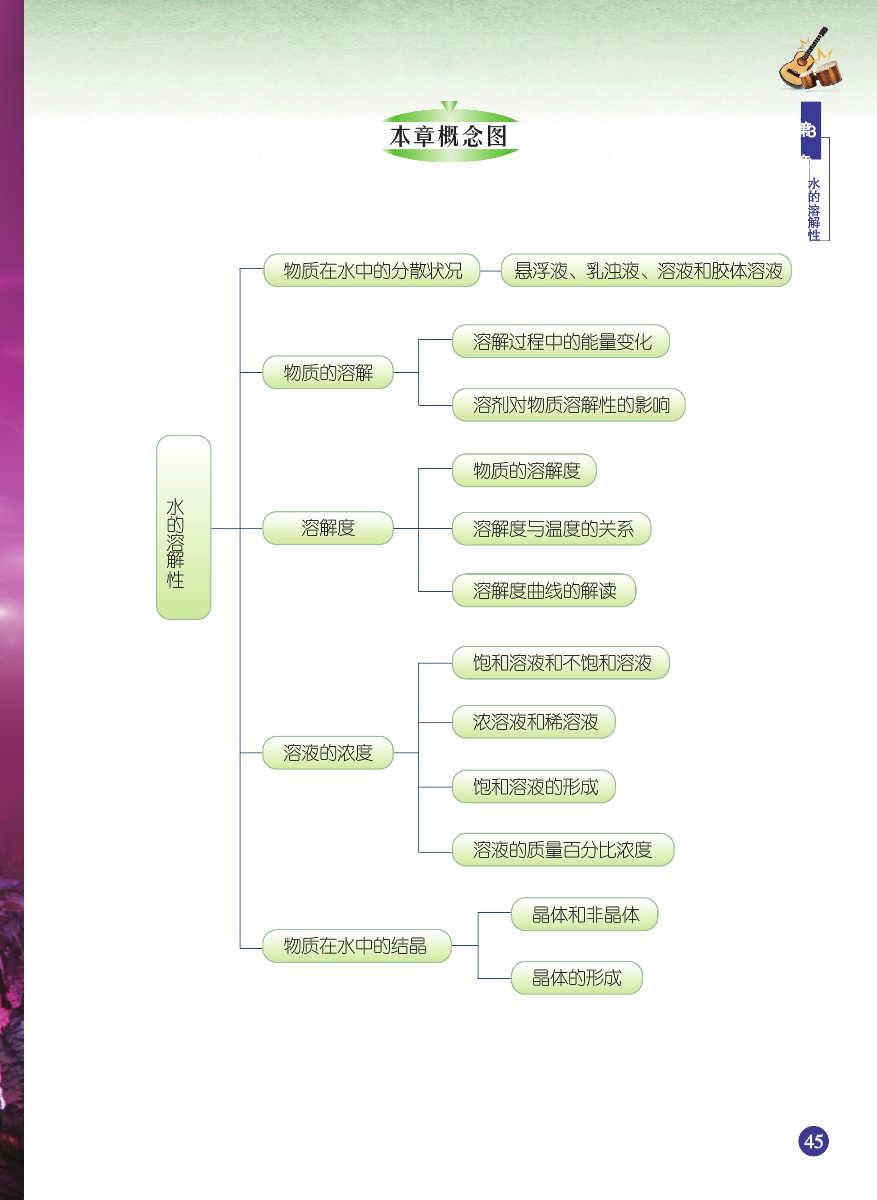 本章概念图
第3
水的溶解性
物质在水中的分散状况
悬浮液、乳浊液、溶液和胶体溶液
物质的溶解
溶解过程中的能量变化
溶剂对物质溶解性的影响
水的溶解性
溶解度
物质的溶解度
溶解度与温度的关系
溶解度曲线的解读
溶液的浓度
饱和溶液和不饱和溶液
浓溶液和稀溶液
饱和溶液的形成
溶液的质量百分比浓度
物质在水中的结晶
晶体和非晶体
晶体的形成
45